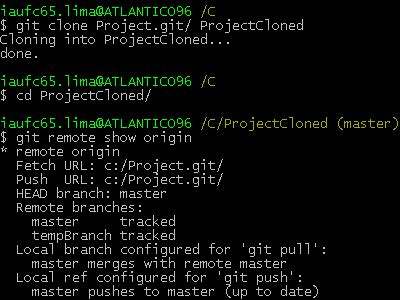 iaufc65.lima@ATLANTICO96 /C
$ git clone Project.git/ ProjectCloned
Cloning into ProjectCloned...
done.
iaufc65.lima@ATLANTICO96 /C
$ cd ProjectCloned/
iaufc65.lima@ATLANTICO96 /C/ProjectCloned (master)
$ git remote show origin
* remote origin
Fetch URL: c:/Project.git/
Push  URL: c:/Project.git/
HEAD branch: master
Remote branches:
master     tracked
tempBranch tracked
Local branch configured for 'git pull':
master merges with remote master
Local ref configured for 'git push':
master pushes to master (up to date)